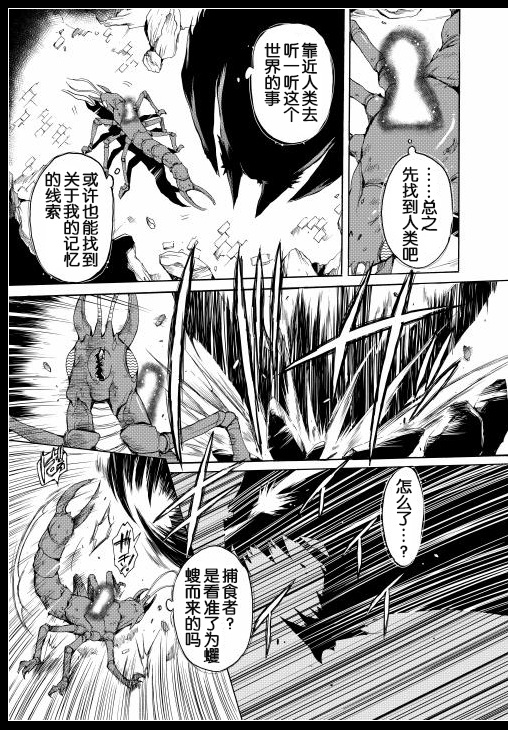 ……总之
先找到人类吧
靠近人类去
听一听这个
世界的事
或许也能找到
关于我的记忆
的线索
怎么了…？
捕食者？
是看准了为蠼
螋而来的吗